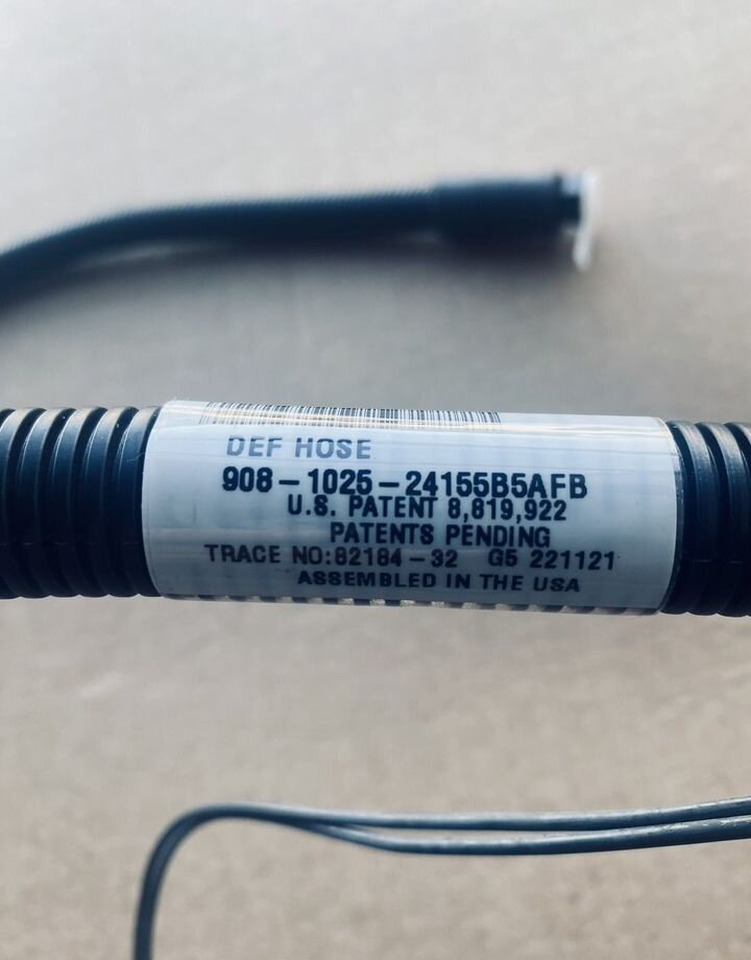 DEF HOSE
908-1025-24155B5AFB
U.S. PATENT 8,819,922
PATENTS PENDING
TRACE NO:82184-32 G5 221121
ASSEMBLED IN THE USA